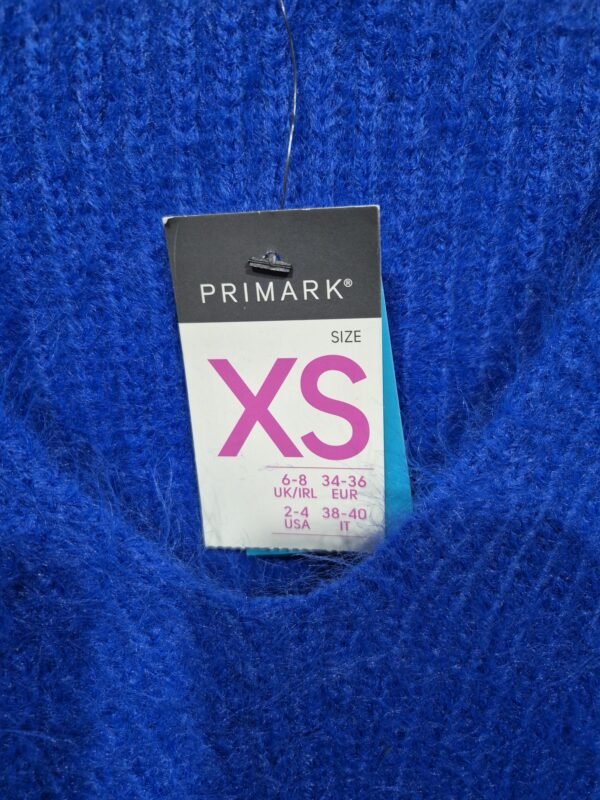 PRIMARK®
SIZE
XS
6-8 34-36
UK/IRL EUR
2-4 38-40
USA IT